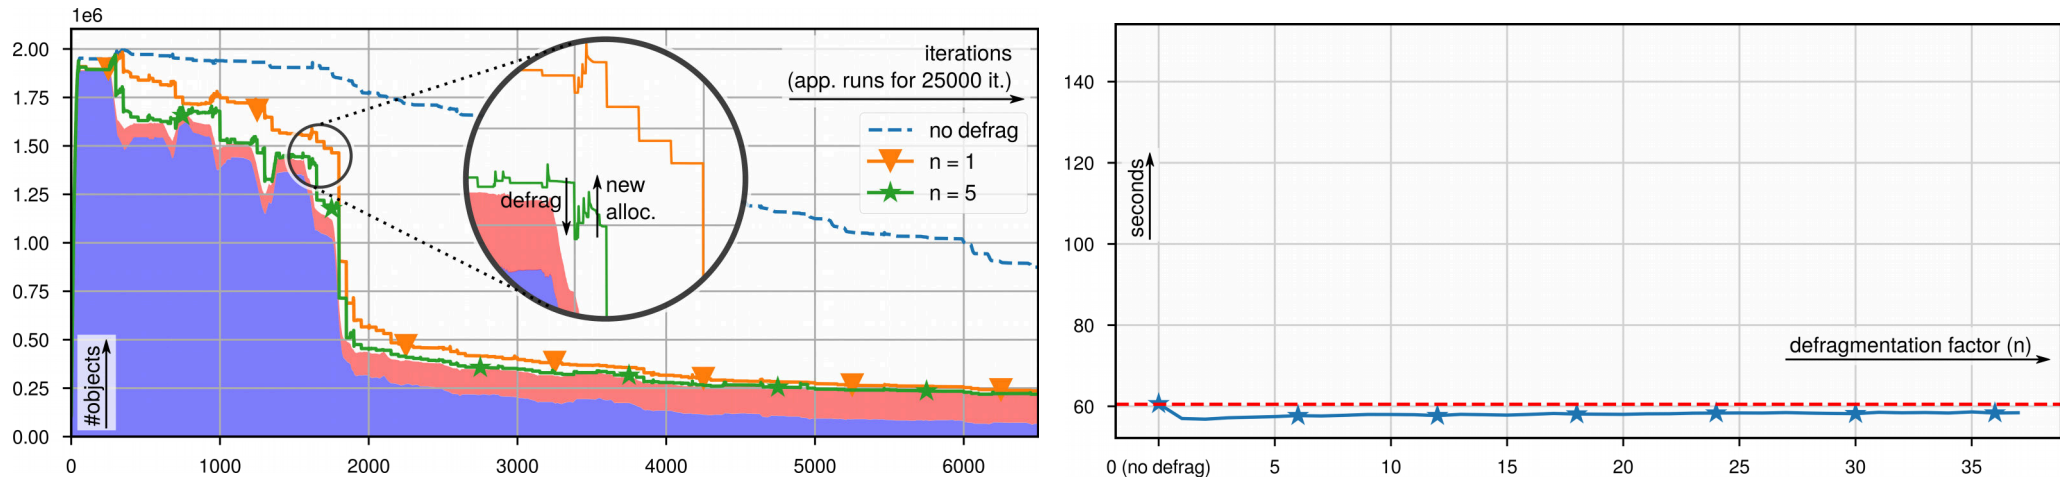 1e6
2.00
1.75
1.50
1.25
1.00
0.75
0.50
0.25
0.00
#objects
0 1000 2000 3000 4000 5000 6000
defrag
new
alloc.
iterations
(app. runs for 25000 it.)
no defrag
n = 1
n = 5
140
120
100
80
60
seconds
defragmentation factor (n)
0 (no defrag) 5 10 15 20 25 30 35